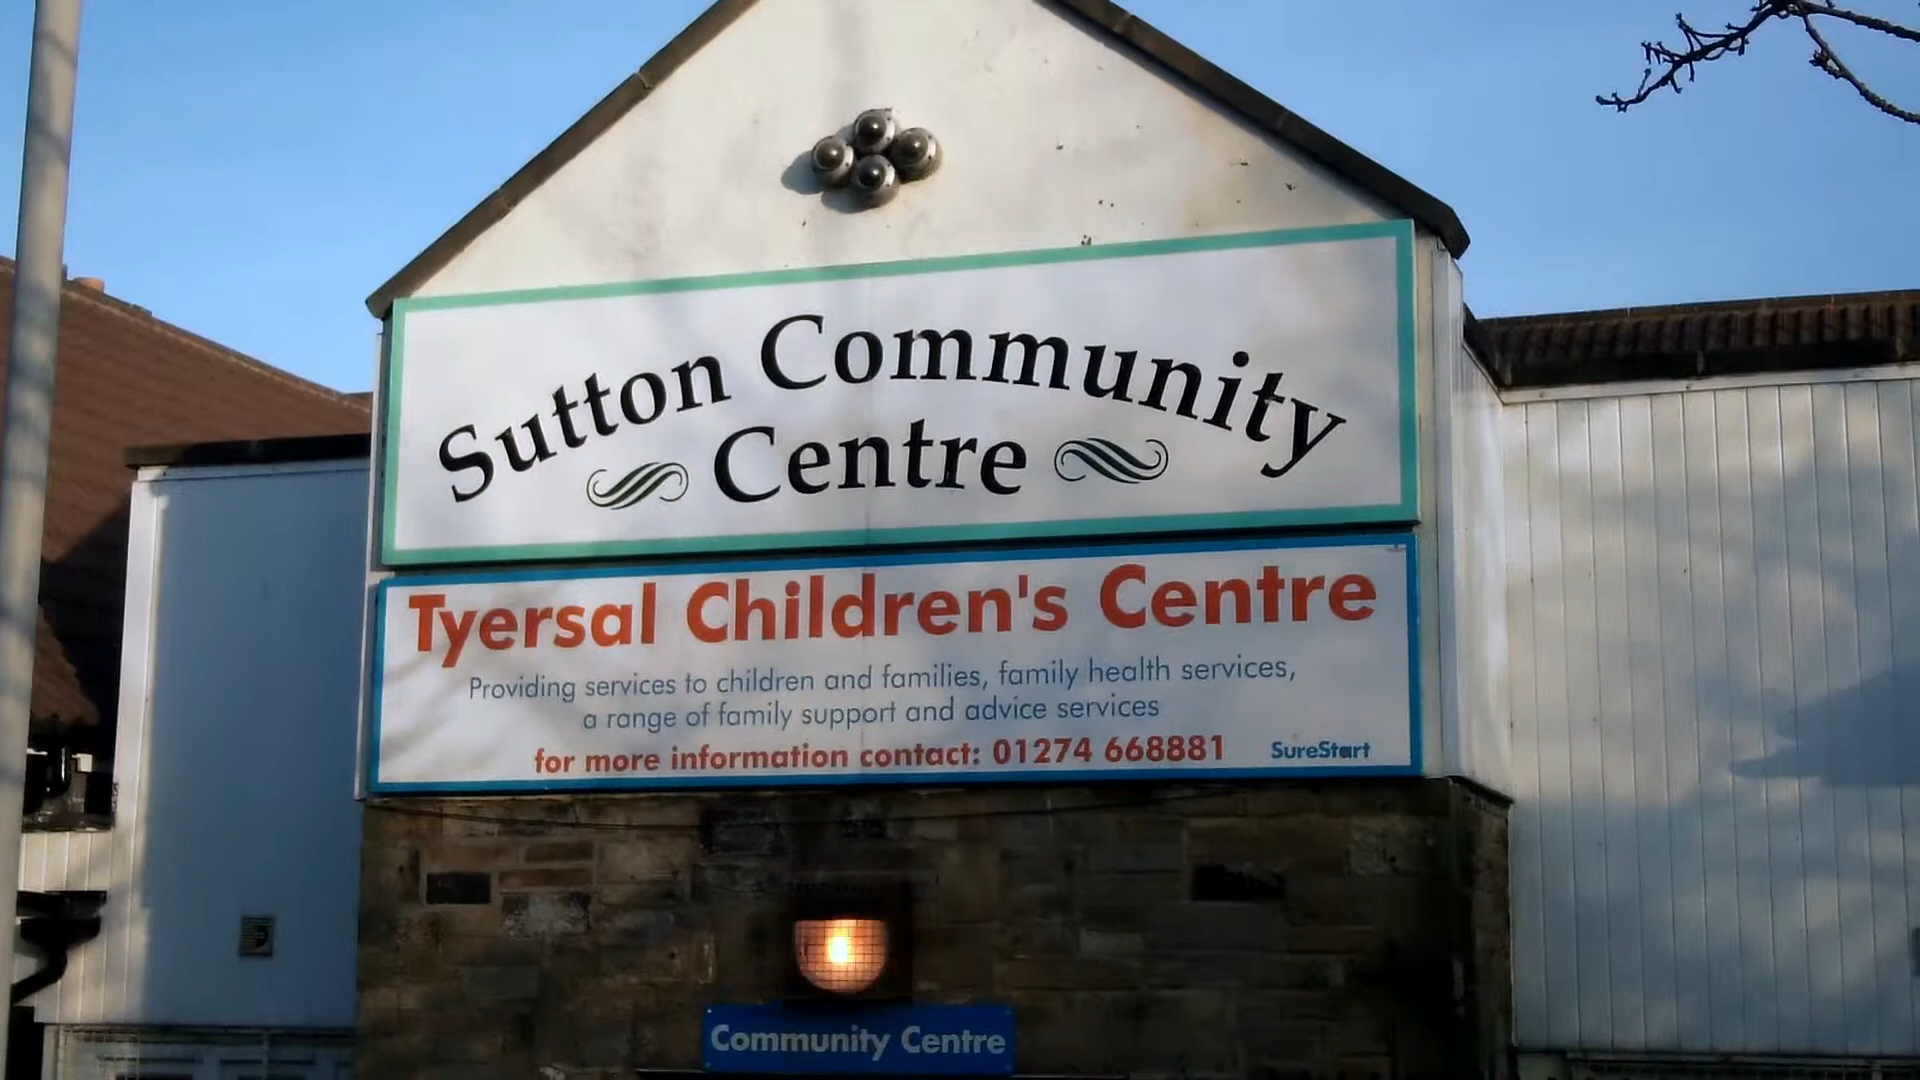 Sutton Community
Centre
Tyersal Children's Centre
Providing services to children and families, family health services,
a range of family support and advice services
for more information contact: 01274 668881 SureStart
Community Centre